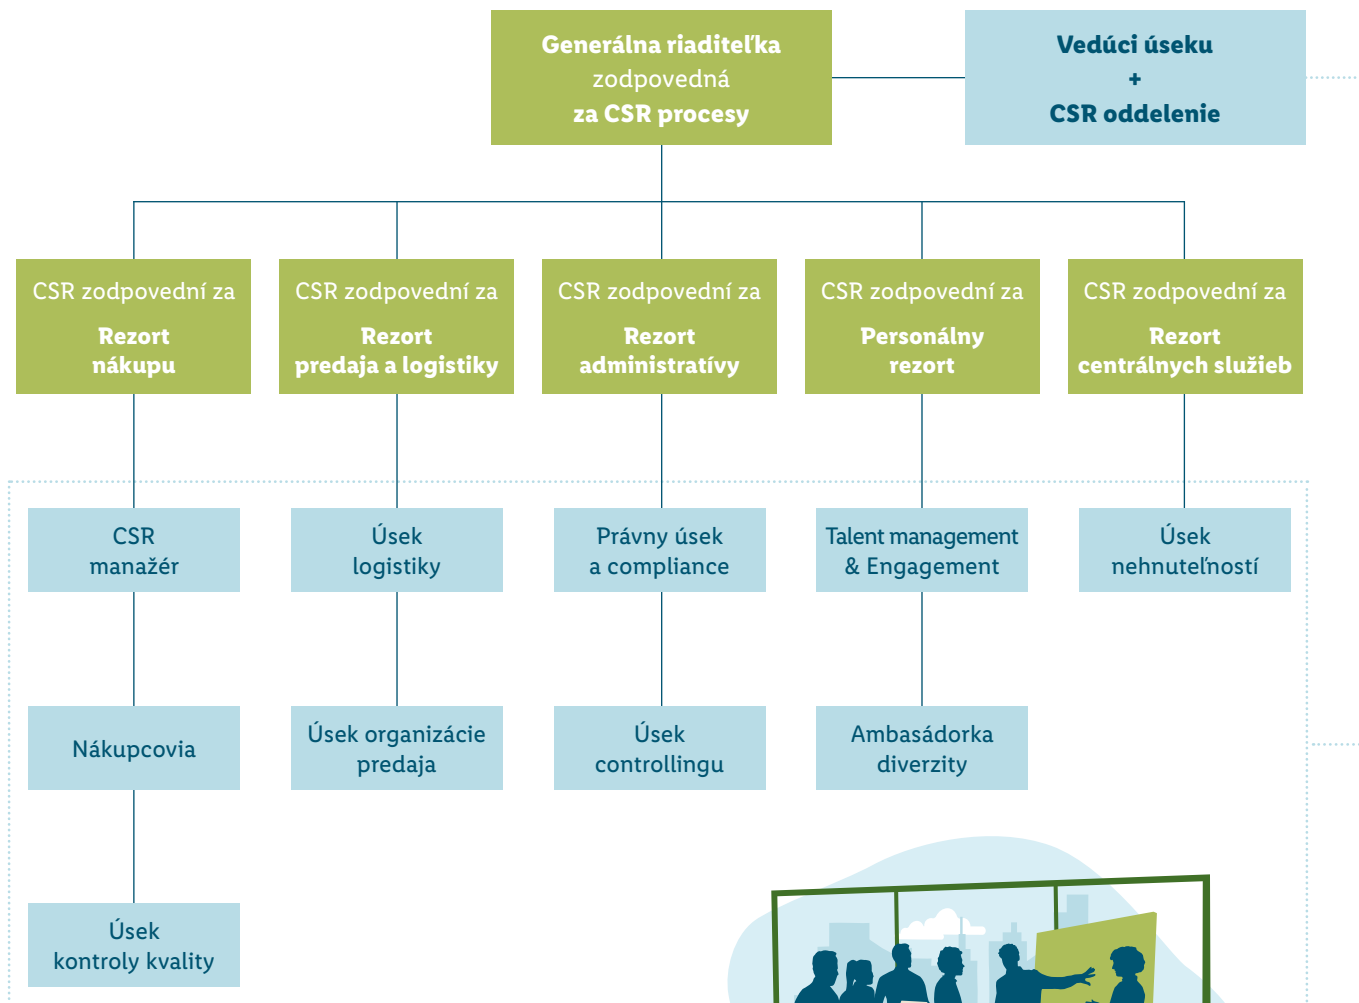 Generálna riaditeľka
zodpovedná
za CSR procesy
Vedúci úseku
+
CSR oddelenie
CSR zodpovední za
Rezort
nákupu
CSR zodpovední za
Rezort
predaja a logistiky
CSR zodpovední za
Rezort
administratívy
CSR zodpovední za
Personálny
rezort
CSR zodpovední za
Rezort
centrálnych služieb
CSR
manažér
Úsek
logistiky
Právny úsek
a compliance
Talent management
& Engagement
Úsek
nehnuteľností
Nákupcovia
Úsek organizácie
predaja
Úsek
controllingu
Ambasádorka
diverzity
Úsek
kontroly kvality